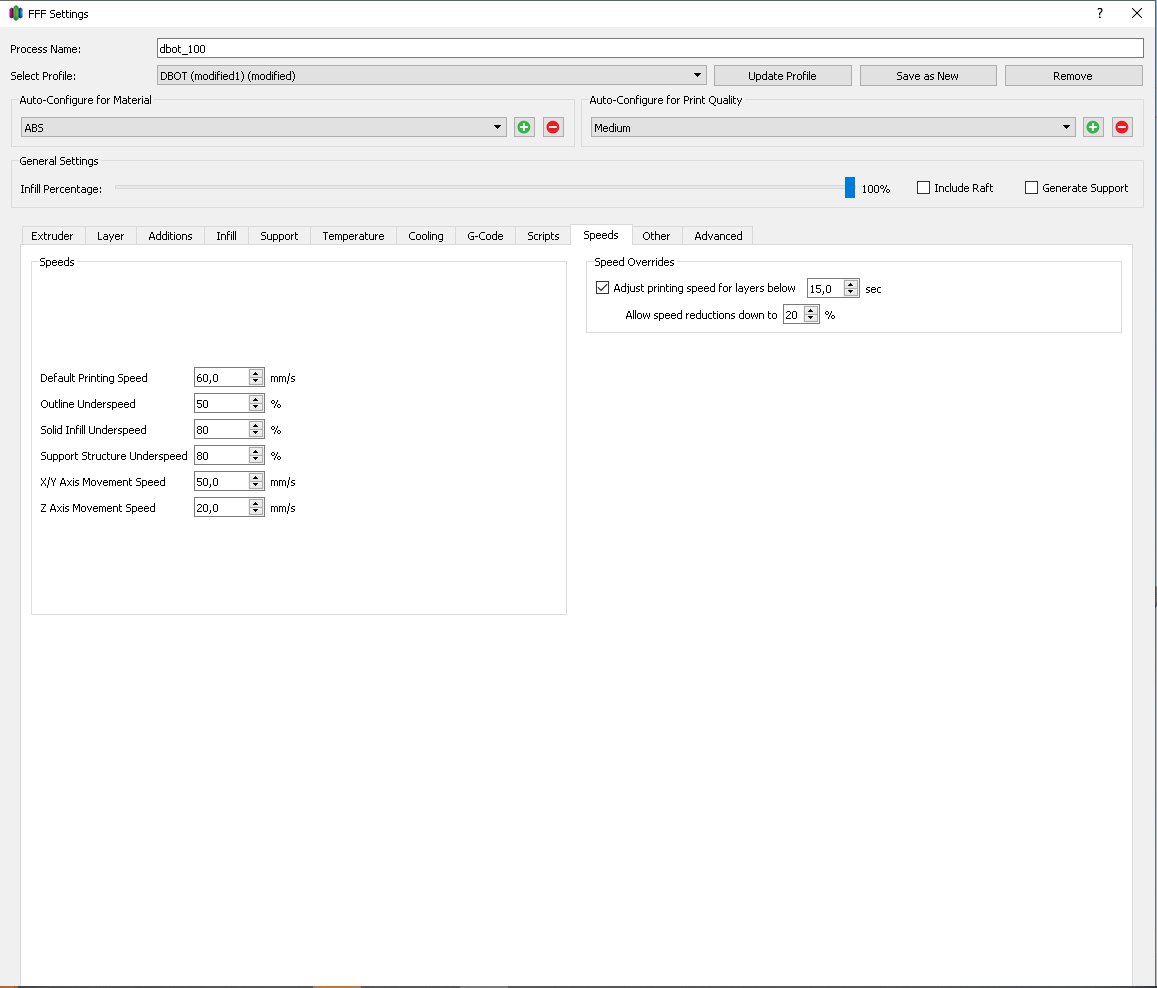 FFF Settings ?
Process Name: dbot_100
Select Profile: DBOT (modified1) (modified) Update Profile Save as New Remove
Auto-Configure for Material Auto-Configure for Print Quality
ABS Medium
General Settings
Infill Percentage: 100% Include Raft Generate Support
Extruder Layer Additions Infill Support Temperature Cooling G-Code Scripts Speeds Other Advanced
Speeds Speed Overrides
Adjust printing speed for layers below 15,0 sec
Allow speed reductions down to 20 %
Default Printing Speed 60,0 mm/s
Outline Underspeed 50 %
Solid Infill Underspeed 80 %
Support Structure Underspeed 80 %
X/Y Axis Movement Speed 50,0 mm/s
Z Axis Movement Speed 20,0 mm/s